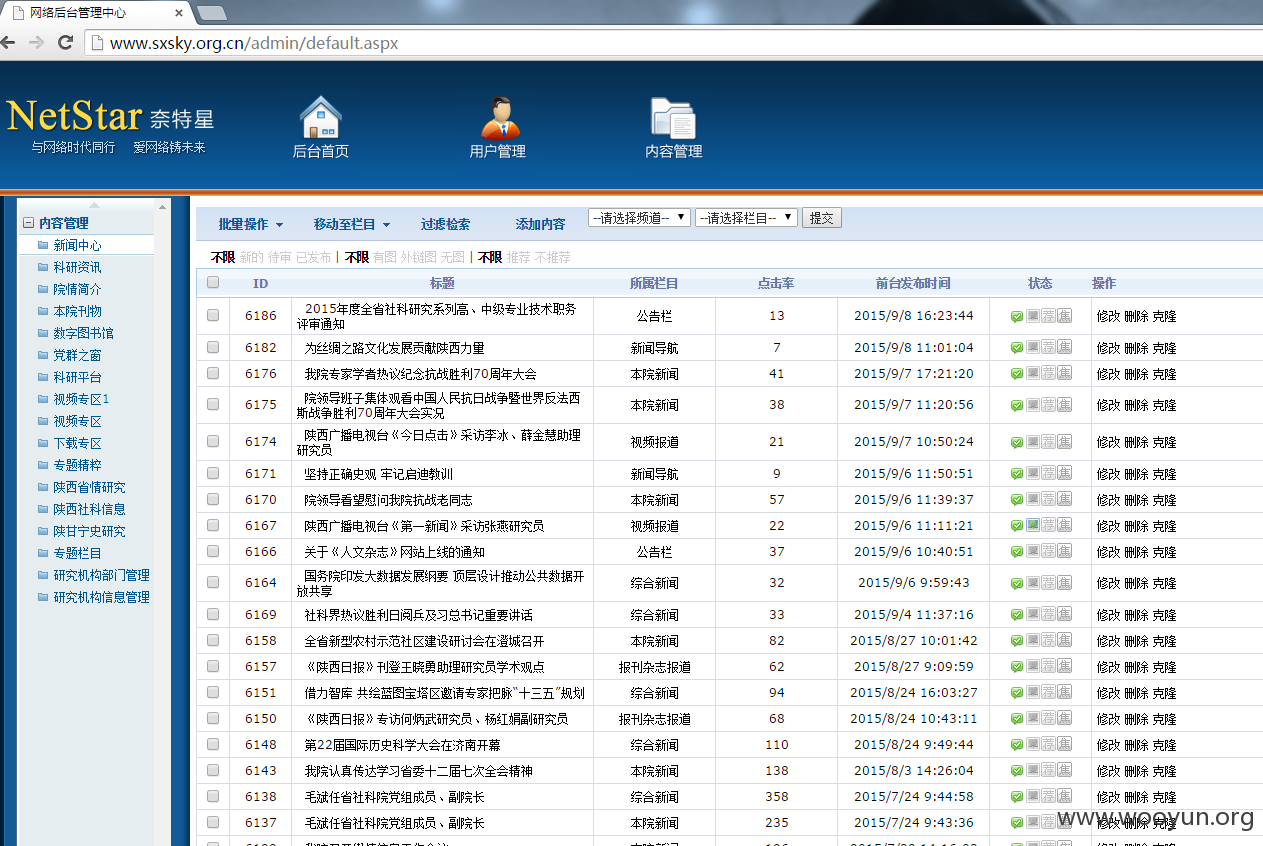 网络后台管理中心
www.sxsky.org.cn/admin/default.aspx
NetStar 奈特星
与网络时代同行 爱网络铸未来
后台首页 用户管理 内容管理
内容管理
新闻中心
科研资讯
院情简介
本院刊物
数字图书馆
党群之窗
科研平台
视频专区1
视频专区
下载专区
专题精粹
陕西省情研究
陕西社科信息
陕甘宁史研究
专题栏目
研究机构部门管理
研究机构信息管理
批量操作 移动至栏目 过滤检索 添加内容 --请选择频道-- --请选择栏目-- 提交
不限 新的 待审 已发布 | 不限 有图 外链图 无图 | 不限 推荐 不推荐
ID 标题 所属栏目 点击率 前台发布时间 状态 操作
6186 2015年度全省社科研究系列高、中级专业技术职务 公告栏 13 2015/9/8 16:23:44 荐 焦 修改 删除 克隆
评审通知
6182 为丝绸之路文化发展贡献陕西力量 新闻导航 7 2015/9/8 11:01:04 荐 焦 修改 删除 克隆
6176 我院专家学者热议纪念抗战胜利70周年大会 本院新闻 41 2015/9/7 17:21:20 荐 焦 修改 删除 克隆
6175 院领导班子集体观看中国人民抗日战争暨世界反法西 本院新闻 38 2015/9/7 11:20:56 荐 焦 修改 删除 克隆
斯战争胜利70周年大会实况
6174 陕西广播电视台《今日点击》采访李冰、薛金慧助理 视频报道 21 2015/9/7 10:50:24 荐 焦 修改 删除 克隆
研究员
6171 坚持正确史观 牢记启迪教训 新闻导航 9 2015/9/6 11:50:51 荐 焦 修改 删除 克隆
6170 院领导看望慰问我院抗战老同志 本院新闻 57 2015/9/6 11:39:37 荐 焦 修改 删除 克隆
6167 陕西广播电视台《第一新闻》采访张燕研究员 视频报道 22 2015/9/6 11:11:21 荐 焦 修改 删除 克隆
6166 关于《人文杂志》网站上线的通知 公告栏 37 2015/9/6 10:40:51 荐 焦 修改 删除 克隆
6164 国务院印发大数据发展纲要 顶层设计推动公共数据开 综合新闻 32 2015/9/6 9:59:43 荐 焦 修改 删除 克隆
放共享
6169 社科界热议胜利日阅兵及习总书记重要讲话 综合新闻 33 2015/9/4 11:37:16 荐 焦 修改 删除 克隆
6158 全省新型农村示范社区建设研讨会在澄城召开 本院新闻 82 2015/8/27 10:01:42 荐 焦 修改 删除 克隆
6157 《陕西日报》刊登王晓勇助理研究员学术观点 报刊杂志报道 62 2015/8/27 9:09:59 荐 焦 修改 删除 克隆
6151 借力智库 共绘蓝图宝塔区邀请专家把脉“十三五”规划 综合新闻 94 2015/8/24 16:03:27 荐 焦 修改 删除 克隆
6150 《陕西日报》专访何炳武研究员、杨红娟副研究员 报刊杂志报道 68 2015/8/24 10:43:11 荐 焦 修改 删除 克隆
6148 第22届国际历史科学大会在济南开幕 综合新闻 110 2015/8/24 9:49:44 荐 焦 修改 删除 克隆
6143 我院认真传达学习省委十二届七次全会精神 本院新闻 138 2015/8/3 14:26:04 荐 焦 修改 删除 克隆
6138 毛斌任省社科院党组成员、副院长 综合新闻 358 2015/7/24 9:44:58 荐 焦 修改 删除 克隆
6137 毛斌任省社科院党组成员、副院长 本院新闻 235 2015/7/24 9:43:36 荐 焦 修改 删除 克隆
www.wooyun.org